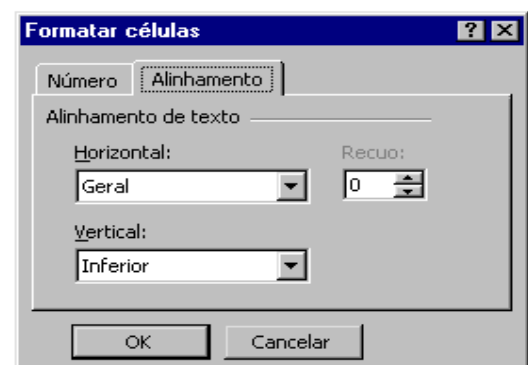 Formatar células
Número Alinhamento
Alinhamento de texto
Horizontal: Recuo:
Geral 0
Vertical:
Inferior
OK Cancelar